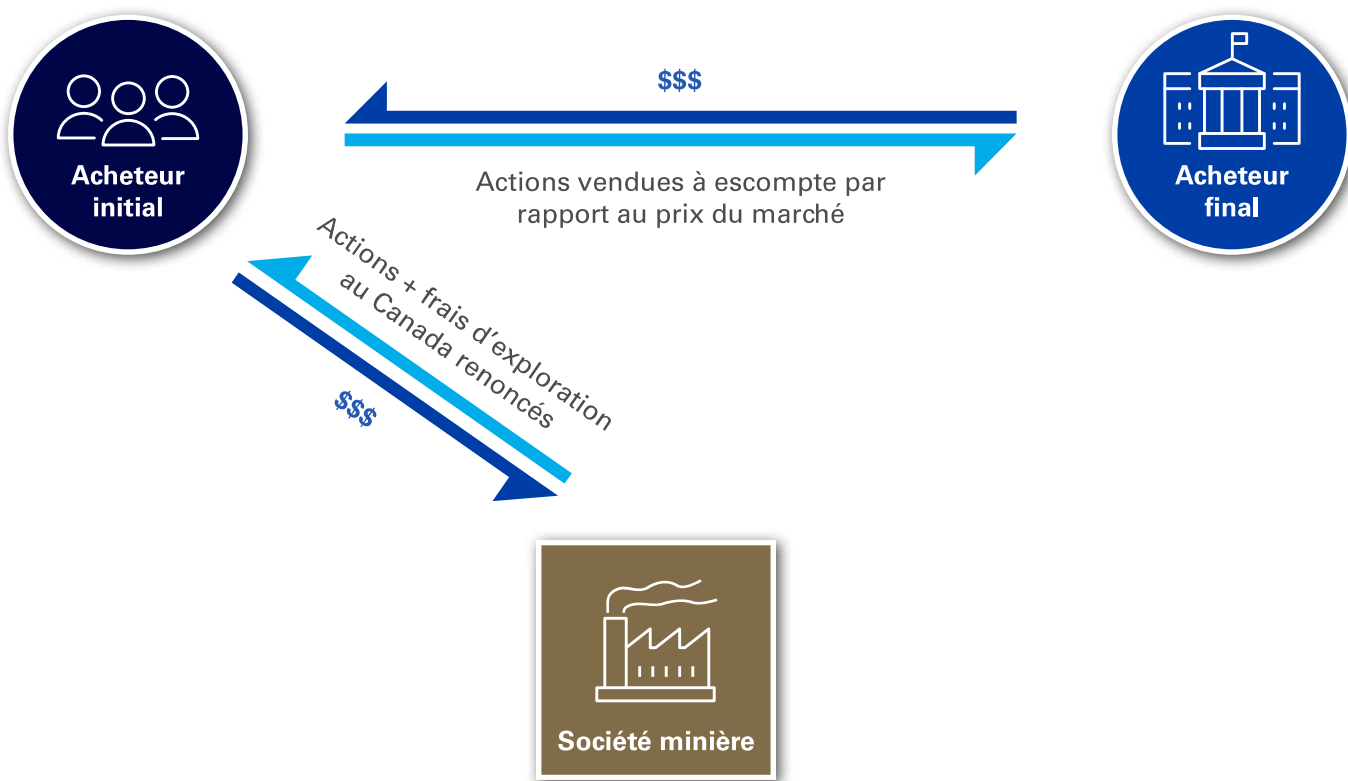 $$$
Acheteur
initial
Acheteur
final
Actions vendues à escompte par
rapport au prix du marché
Actions + frais d’exploration
au Canada renoncés
$$$
Société minière